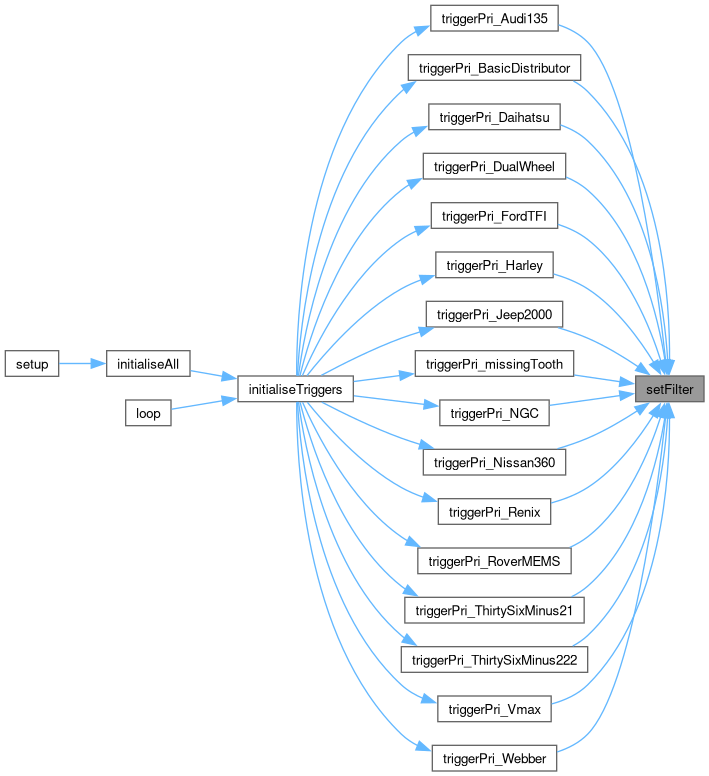 triggerPri_Audi135
triggerPri_BasicDistributor
triggerPri_Daihatsu
triggerPri_DualWheel
triggerPri_FordTFI
triggerPri_Harley
triggerPri_Jeep2000
setup
initialiseAll
triggerPri_missingTooth
initialiseTriggers
setFilter
loop
triggerPri_NGC
triggerPri_Nissan360
triggerPri_Renix
triggerPri_RoverMEMS
triggerPri_ThirtySixMinus21
triggerPri_ThirtySixMinus222
triggerPri_Vmax
triggerPri_Webber